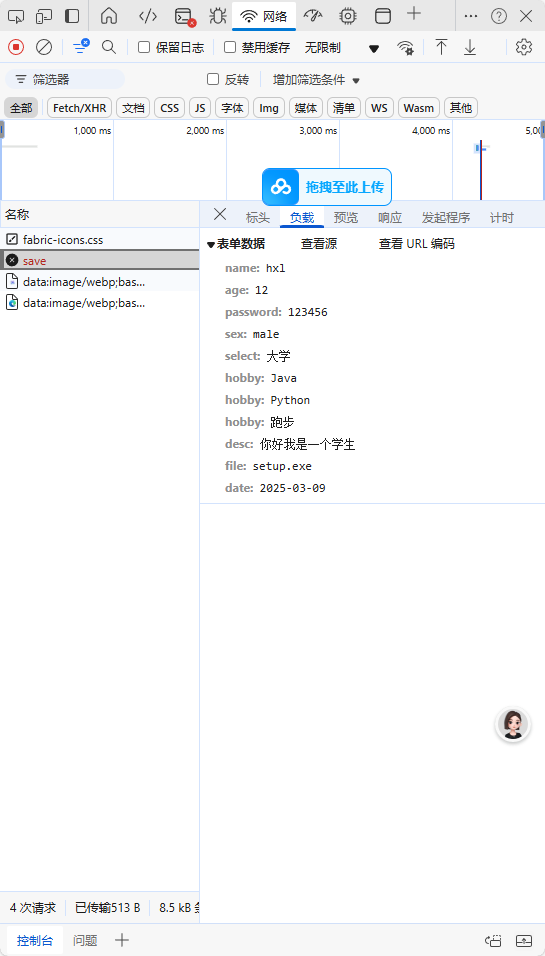 网络
保留日志 禁用缓存 无限制
筛选器 反转 增加筛选条件
全部 Fetch/XHR 文档 CSS JS 字体 Img 媒体 清单 WS Wasm 其他
1,000 ms 2,000 ms 3,000 ms 4,000 ms 5,0
拖拽至此上传
名称
fabric-icons.css
save
data:image/webp;bas...
data:image/webp;bas...
标头 负载 预览 响应 发起程序 计时
表单数据 查看源 查看 URL 编码
name: hxl
age: 12
password: 123456
sex: male
select: 大学
hobby: Java
hobby: Python
hobby: 跑步
desc: 你好我是一个学生
file: setup.exe
date: 2025-03-09
4 次请求 已传输513 B 8.5 kB
控制台 问题